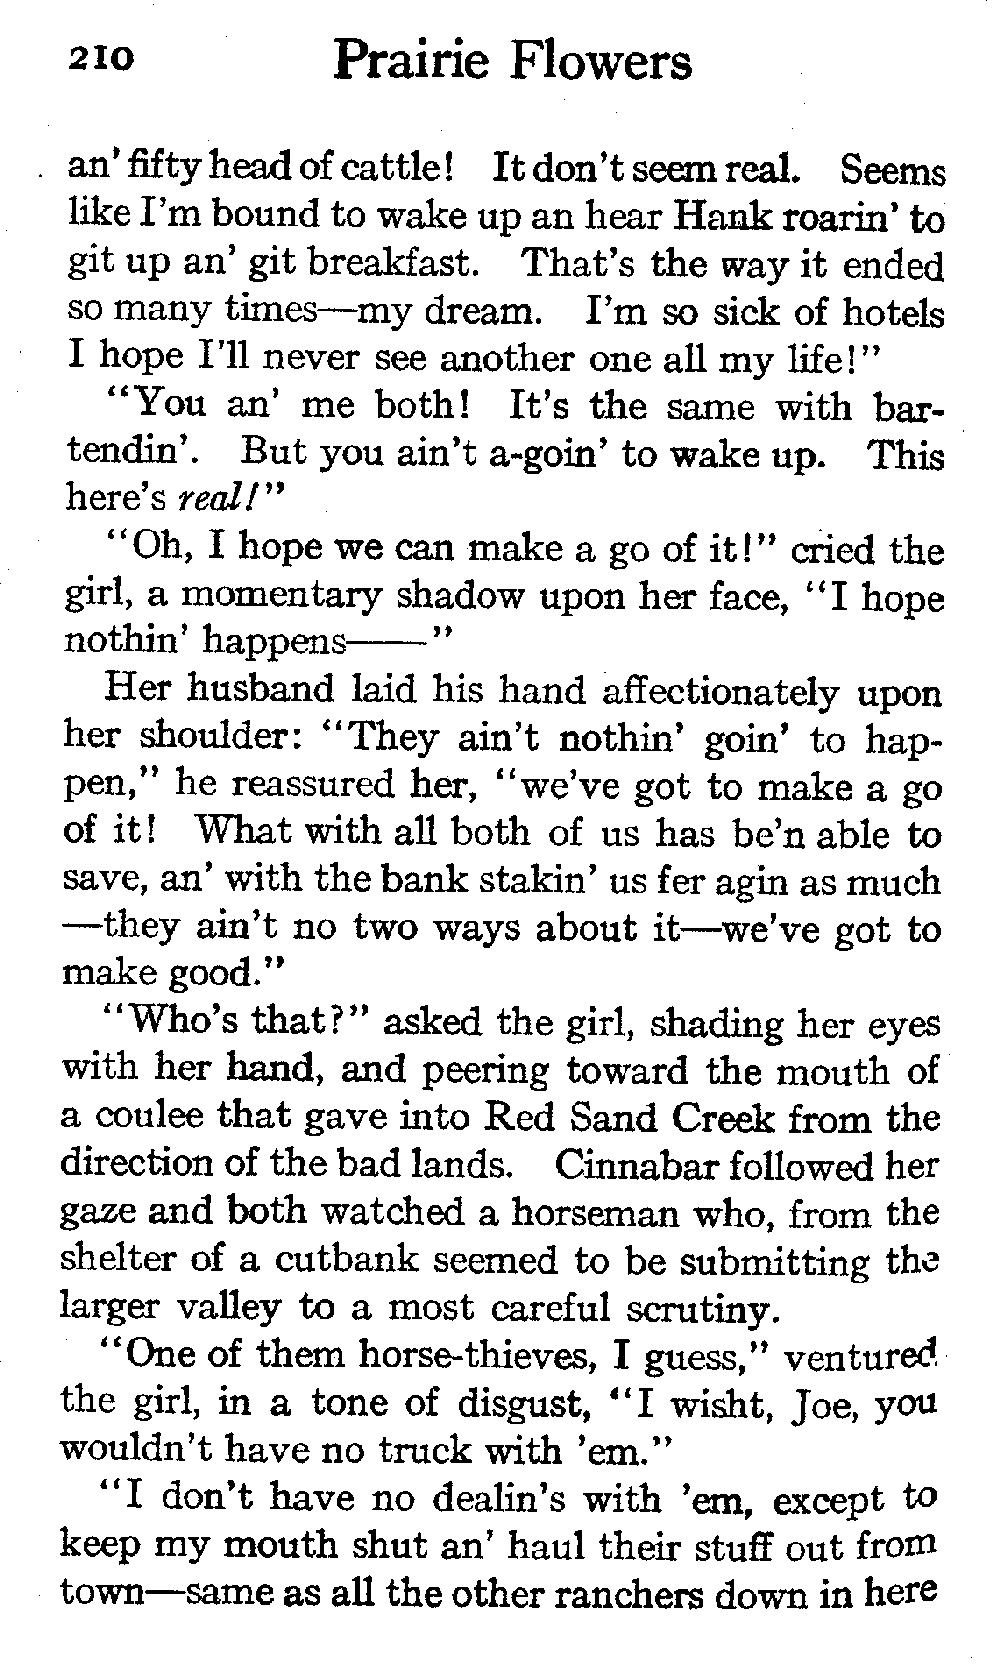 210 Prairie Flowers
an' fifty head of cattle! It don't seem real. Seems
like I'm bound to wake up an hear Hank roarin' to
git up an' git breakfast. That's the way it ended
so many times—my dream. I'm so sick of hotels
I hope I'll never see another one all my life!"
"You an' me both! It's the same with bar-
tendin'. But you ain't a-goin' to wake up. This
here's real!"
"Oh, I hope we can make a go of it!" cried the
girl, a momentary shadow upon her face, "I hope
nothin' happens——"
Her husband laid his hand affectionately upon
her shoulder: "They ain't nothin' goin' to hap-
pen," he reassured her, "we've got to make a go
of it! What with all both of us has be'n able to
save, an' with the bank stakin' us fer agin as much
—they ain't no two ways about it—we've got to
make good."
"Who's that?" asked the girl, shading her eyes
with her hand, and peering toward the mouth of
a coulee that gave into Red Sand Creek from the
direction of the bad lands. Cinnabar followed her
gaze and both watched a horseman who, from the
shelter of a cutbank seemed to be submitting the
larger valley to a most careful scrutiny.
"One of them horse-thieves, I guess," ventured
the girl, in a tone of disgust, "I wisht, Joe, you
wouldn't have no truck with 'em."
"I don't have no dealin's with 'em, except to
keep my mouth shut an' haul their stuff out from
town—same as all the other ranchers down in here